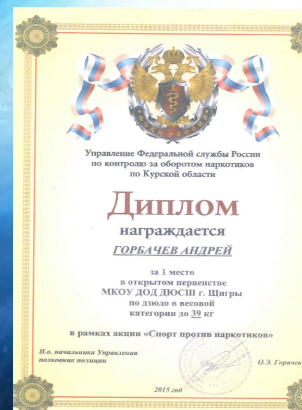 Управление Федеральной службы России
по контролю за оборотом наркотиков
по Курской области
Диплом
награждается
ГОРБАЧЕВ АНДРЕЙ
за 1 место
в открытом первенстве
МКОУ ДОД ДЮСШ г. Щигры
по дзюдо в весовой
категории до 39 кг
в рамках акции «Спорт против наркотиков»
И.о. начальника Управления
полковник полиции
О.Э. Горячев
2015 год